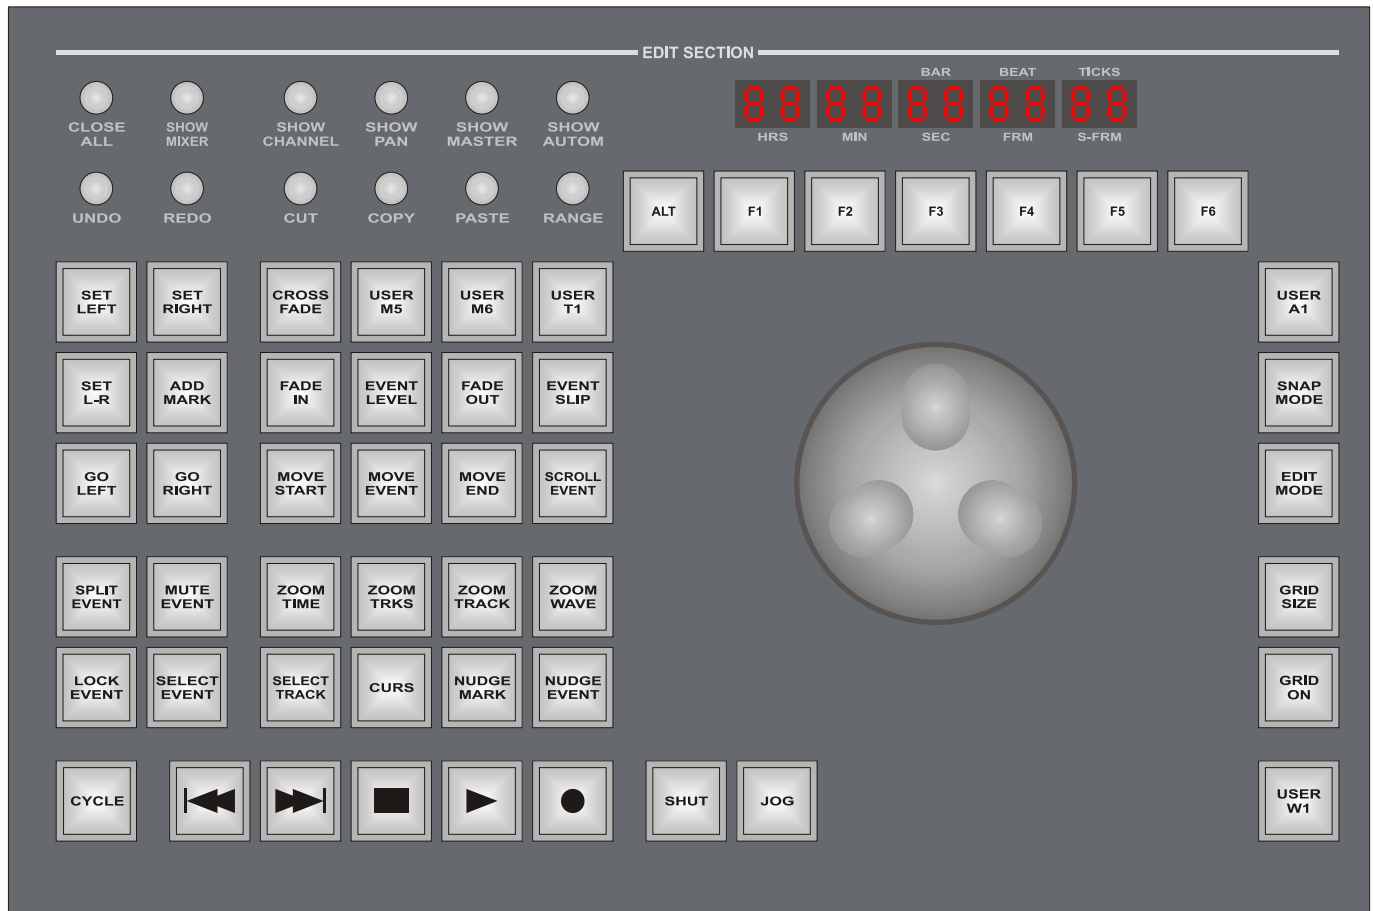 EDIT SECTION
BAR BEAT TICKS
88 88 88 88 88
HRS MIN SEC FRM S-FRM
CLOSE ALL
SHOW MIXER
SHOW CHANNEL
SHOW PAN
SHOW MASTER
SHOW AUTOM
UNDO REDO CUT COPY PASTE RANGE
ALT F1 F2 F3 F4 F5 F6
SET LEFT
SET RIGHT
CROSS FADE
USER M5
USER M6
USER T1
USER A1
SET L-R
ADD MARK
FADE IN
EVENT LEVEL
FADE OUT
EVENT SLIP
SNAP MODE
GO LEFT
GO RIGHT
MOVE START
MOVE EVENT
MOVE END
SCROLL EVENT
EDIT MODE
SPLIT EVENT
MUTE EVENT
ZOOM TIME
ZOOM TRKS
ZOOM TRACK
ZOOM WAVE
GRID SIZE
LOCK EVENT
SELECT EVENT
SELECT TRACK
CURS
NUDGE MARK
NUDGE EVENT
GRID ON
CYCLE
SHUT
JOG
USER W1